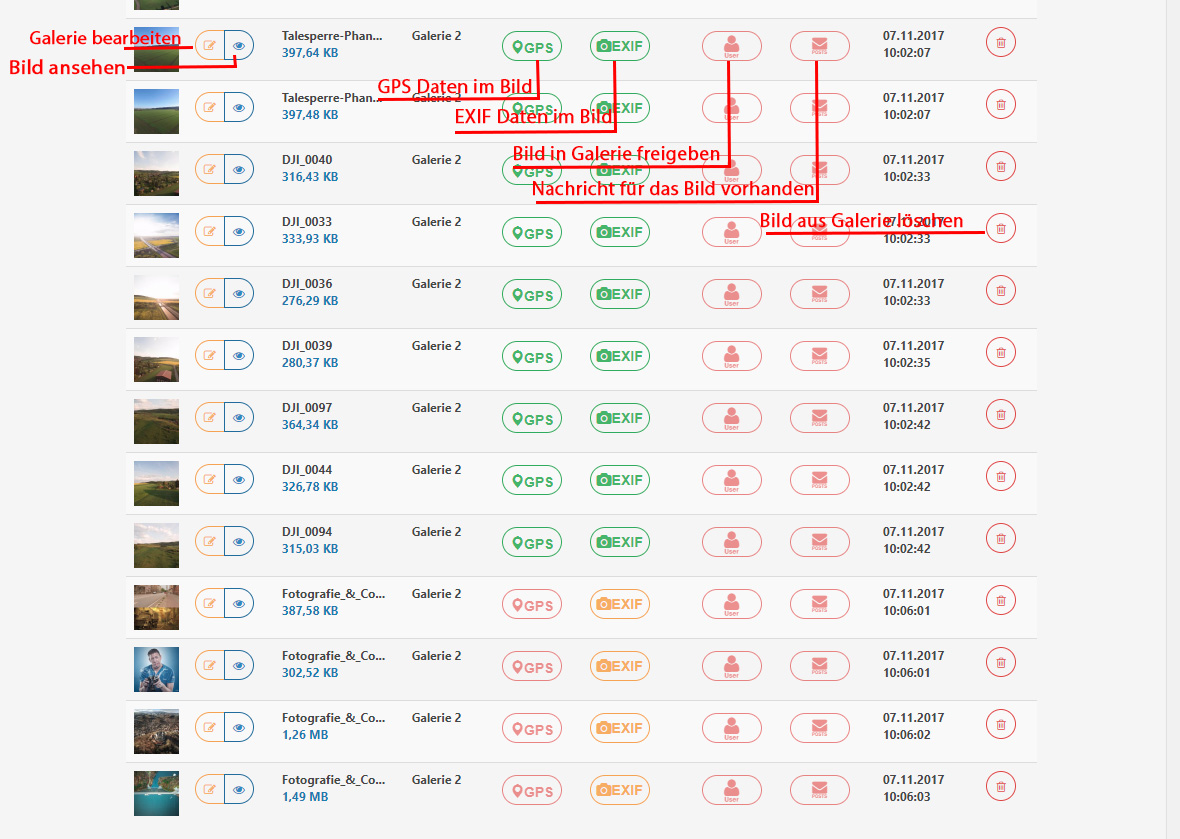 Talesperre-Phan... Galerie 2 GPS EXIF User POSTS 07.11.2017
397,64 KB 10:02:07
Galerie bearbeiten
Bild ansehen
GPS Daten im Bild
Talesperre-Phan... Galerie 2 GPS EXIF 07.11.2017
397,48 KB 10:02:07
EXIF Daten im Bild
Bild in Galerie freigeben
DJI_0040 Galerie 2 GPS EXIF 07.11.2017
316,43 KB 10:02:33
Nachricht für das Bild vorhanden
Bild aus Galerie löschen
DJI_0033 Galerie 2 GPS EXIF User 07.11.2017
333,93 KB 10:02:33
DJI_0036 Galerie 2 GPS EXIF User POSTS 07.11.2017
276,29 KB 10:02:33
DJI_0039 Galerie 2 GPS EXIF User POSTS 07.11.2017
280,37 KB 10:02:35
DJI_0097 Galerie 2 GPS EXIF User POSTS 07.11.2017
364,34 KB 10:02:42
DJI_0044 Galerie 2 GPS EXIF User POSTS 07.11.2017
326,78 KB 10:02:42
DJI_0094 Galerie 2 GPS EXIF User POSTS 07.11.2017
315,03 KB 10:02:42
Fotografie_&_Co... Galerie 2 GPS EXIF User POSTS 07.11.2017
387,58 KB 10:06:01
Fotografie_&_Co... Galerie 2 GPS EXIF User POSTS 07.11.2017
302,52 KB 10:06:01
Fotografie_&_Co... Galerie 2 GPS EXIF User POSTS 07.11.2017
1,26 MB 10:06:02
Fotografie_&_Co... Galerie 2 GPS EXIF User POSTS 07.11.2017
1,49 MB 10:06:03